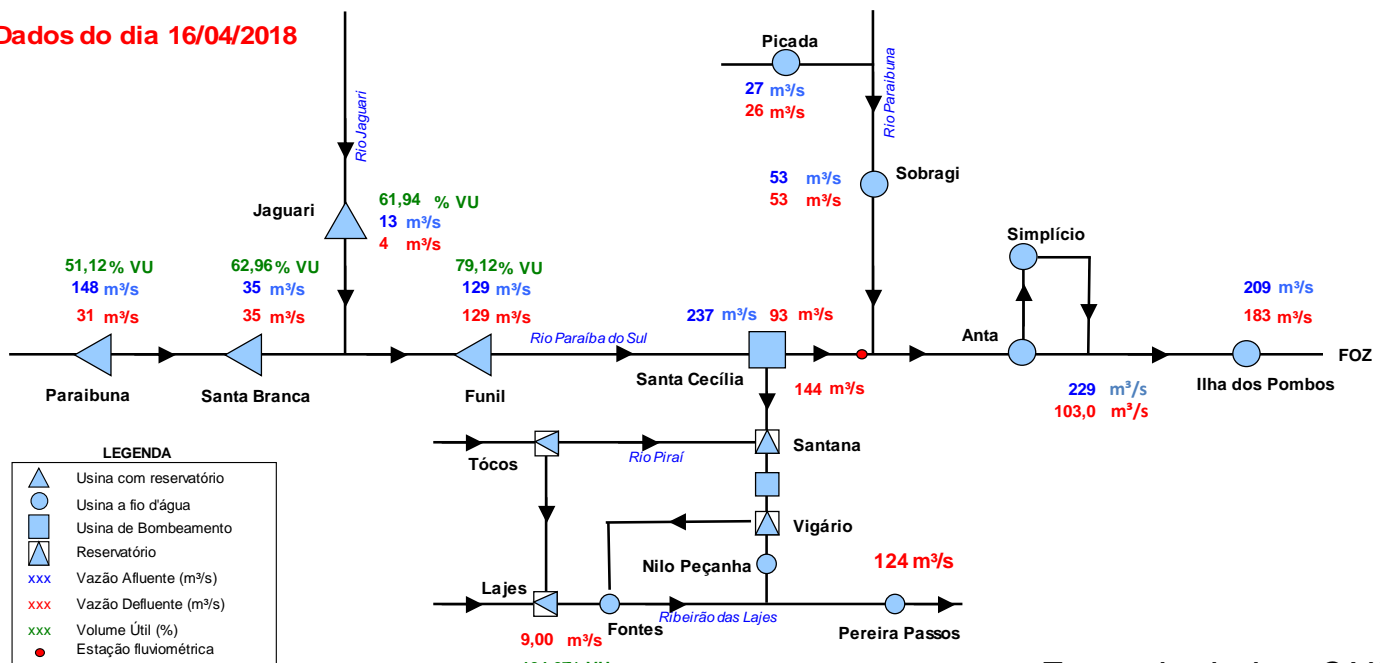 Dados do dia 16/04/2018
Picada
27 m³/s
26 m³/s
Rio Paraibuna
Rio Jaguari
53 m³/s
53 m³/s
Sobragi
Jaguari
61,94 % VU
13 m³/s
4 m³/s
Simplício
51,12 % VU
148 m³/s
31 m³/s
62,96 % VU
35 m³/s
35 m³/s
79,12 % VU
129 m³/s
129 m³/s
237 m³/s 93 m³/s
209 m³/s
183 m³/s
Rio Paraíba do Sul
Anta
FOZ
Paraibuna
Santa Branca
Funil
Santa Cecília
144 m³/s
229 m³/s
103,0 m³/s
Ilha dos Pombos
LEGENDA
Usina com reservatório
Usina a fio d'água
Usina de Bombeamento
Reservatório
xxx Vazão Afluente (m³/s)
xxx Vazão Defluente (m³/s)
xxx Volume Útil (%)
Estação fluviométrica
Tócos
Rio Piraí
Santana
Vigário
Nilo Peçanha
124 m³/s
Lajes
Fontes
Ribeirão das Lajes
Pereira Passos
9,00 m³/s